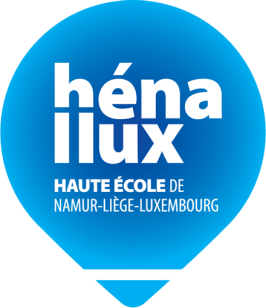 héna
llux
HAUTE ÉCOLE DE
NAMUR-LIÈGE-LUXEMBOURG